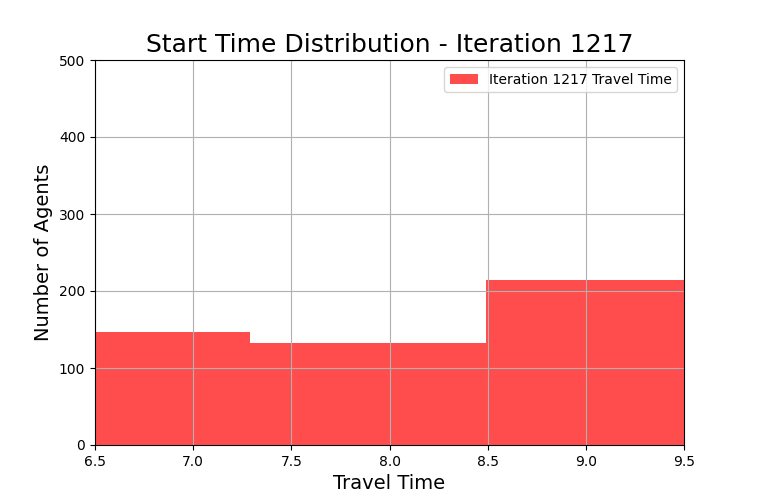 Start Time Distribution - Iteration 1217
Iteration 1217 Travel Time
Number of Agents
500
400
300
200
100
0
6.5 7.0 7.5 8.0 8.5 9.0 9.5
Travel Time